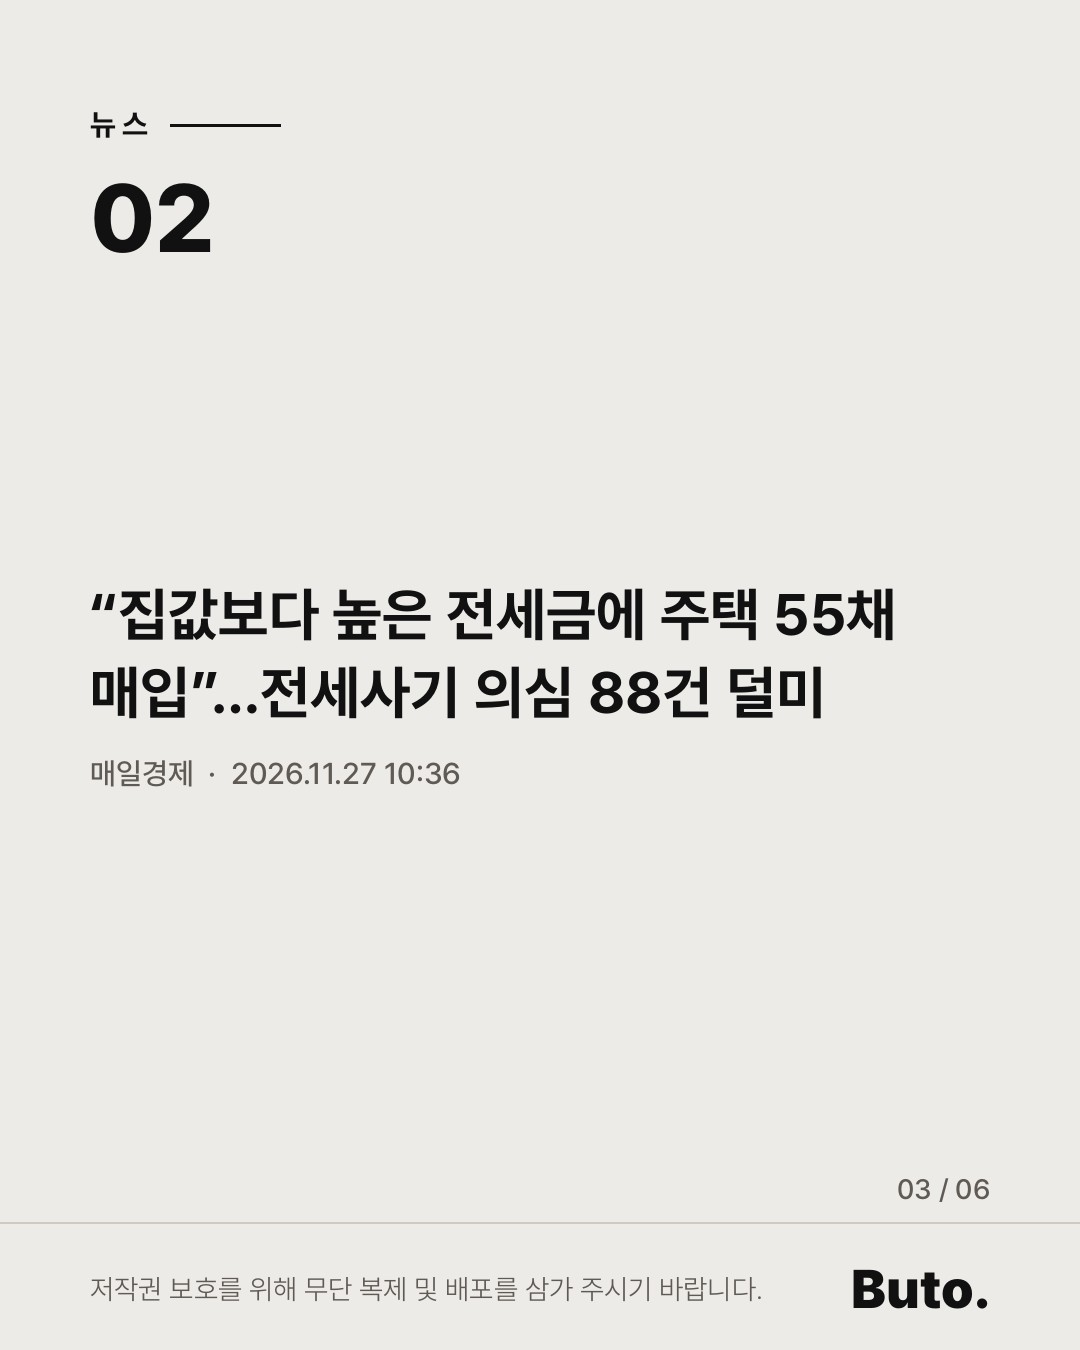 뉴스
02
“집값보다 높은 전세금에 주택 55채
매입”...전세사기 의심 88건 덜미
매일경제 · 2026.11.27 10:36
03 / 06
저작권 보호를 위해 무단 복제 및 배포를 삼가 주시기 바랍니다.
Buto.